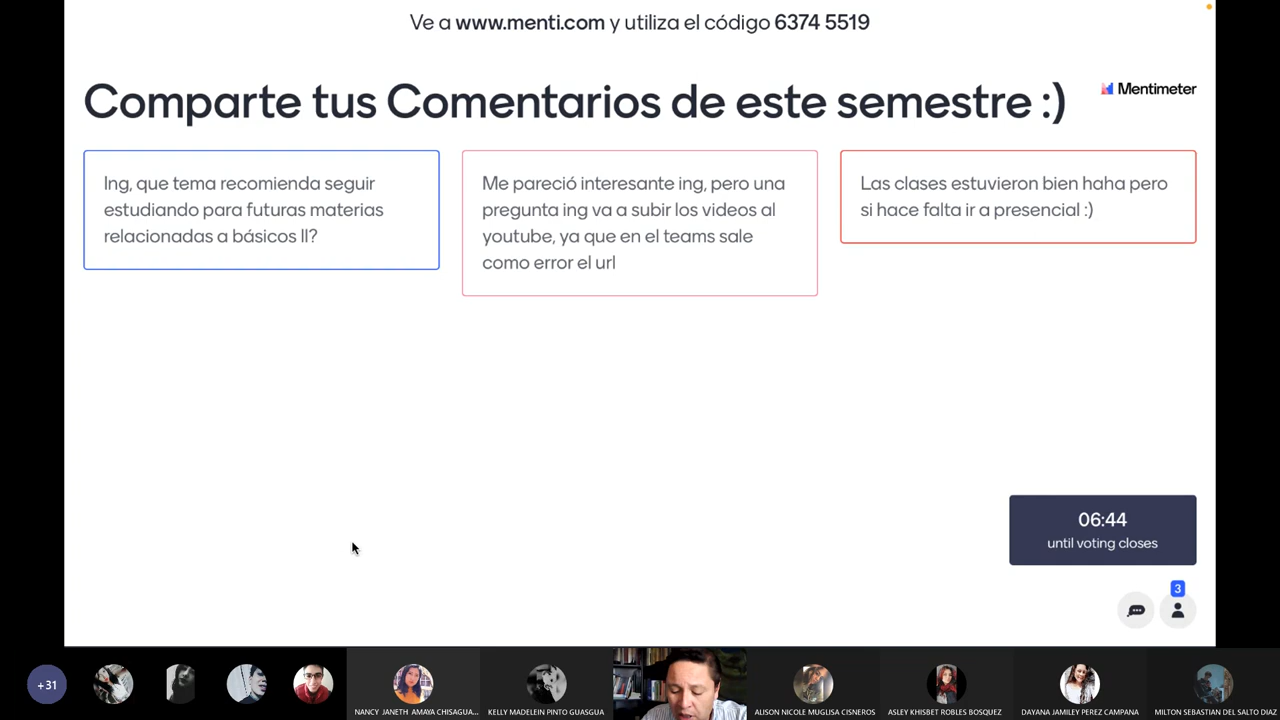 Ve a www.menti.com y utiliza el código 6374 5519
Comparte tus Comentarios de este semestre :)
Mentimeter
Ing, que tema recomienda seguir
estudiando para futuras materias
relacionadas a básicos II?
Me pareció interesante ing, pero una
pregunta ing va a subir los videos al
youtube, ya que en el teams sale
como error el url
Las clases estuvieron bien haha pero
si hace falta ir a presencial :)
06:44
until voting closes
3
+31
NANCY JANETH AMAYA CHISAGUA...
KELLY MADELEIN PINTO GUASGUA
ALISON NICOLE MUGLISA CISNEROS
ASLEY KHISBET ROBLES BOSQUEZ
DAYANA JAMILEY PEREZ CAMPANA
MILTON SEBASTIAN DEL SALTO DIAZ